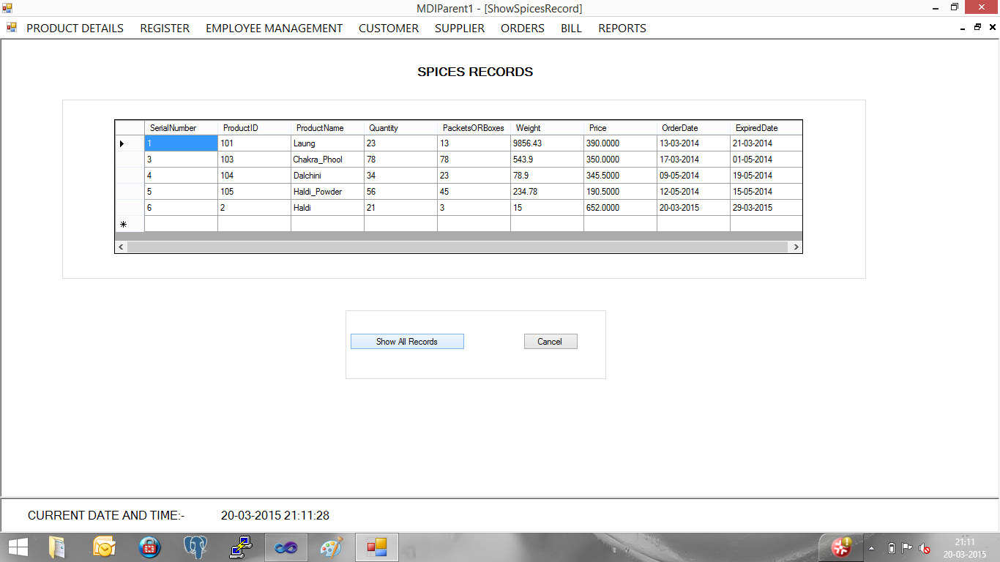 MDIParent1 - [ShowSpicesRecord]
PRODUCT DETAILS REGISTER EMPLOYEE MANAGEMENT CUSTOMER SUPPLIER ORDERS BILL REPORTS
SPICES RECORDS
SerialNumber ProductID ProductName Quantity PacketsORBoxes Weight Price OrderDate ExpiredDate
1 101 Laung 23 13 9856.43 390.0000 13-03-2014 21-03-2014
3 103 Chakra_Phool 78 78 543.9 350.0000 17-03-2014 01-05-2014
4 104 Dalchini 34 23 78.9 345.5000 09-05-2014 19-05-2014
5 105 Haldi_Powder 56 45 234.78 190.5000 12-05-2014 15-05-2014
6 2 Haldi 21 3 15 652.0000 20-03-2015 29-03-2015
Show All Records Cancel
CURRENT DATE AND TIME:- 20-03-2015 21:11:28
21:11
20-03-2015